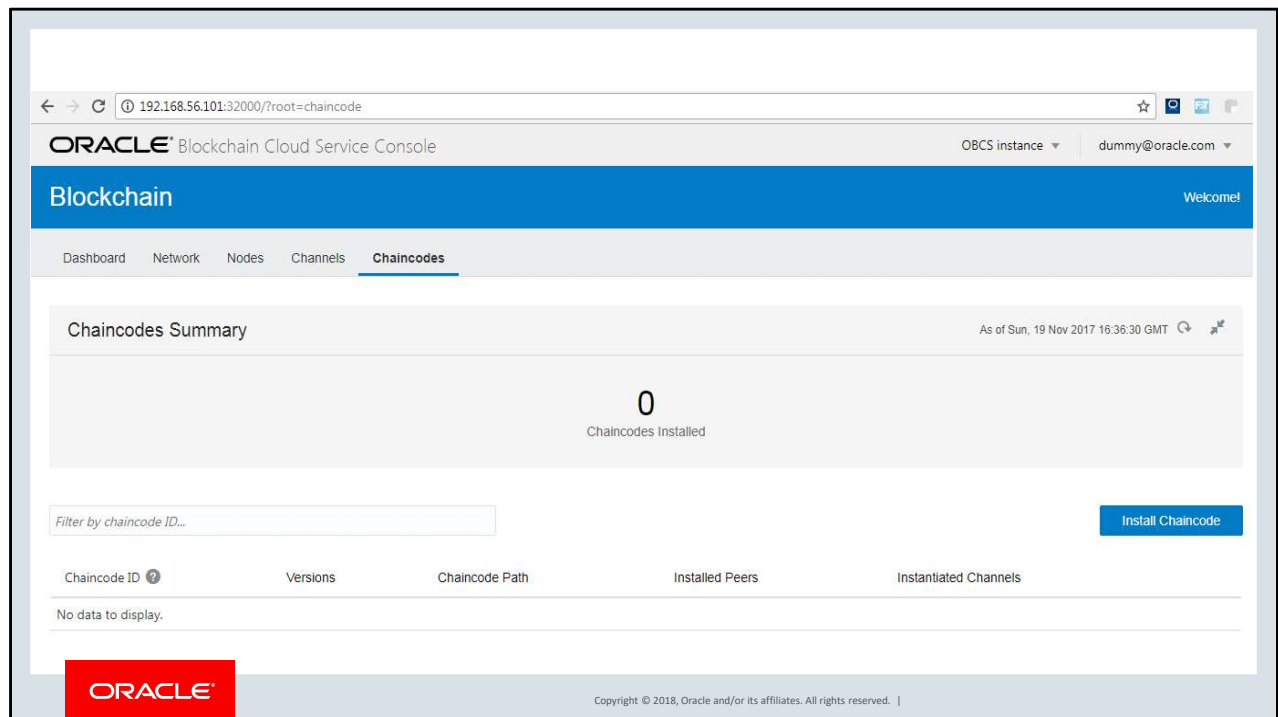 192.168.56.101:32000/?root=chaincode
ORACLE® Blockchain Cloud Service Console OBCS instance dummy@oracle.com
Blockchain Welcome!
Dashboard Network Nodes Channels Chaincodes
Chaincodes Summary As of Sun, 19 Nov 2017 16:36:30 GMT
0
Chaincodes Installed
Filter by chaincode ID... Install Chaincode
Chaincode ID ? Versions Chaincode Path Installed Peers Instantiated Channels
No data to display.
ORACLE®
Copyright © 2018, Oracle and/or its affiliates. All rights reserved. |